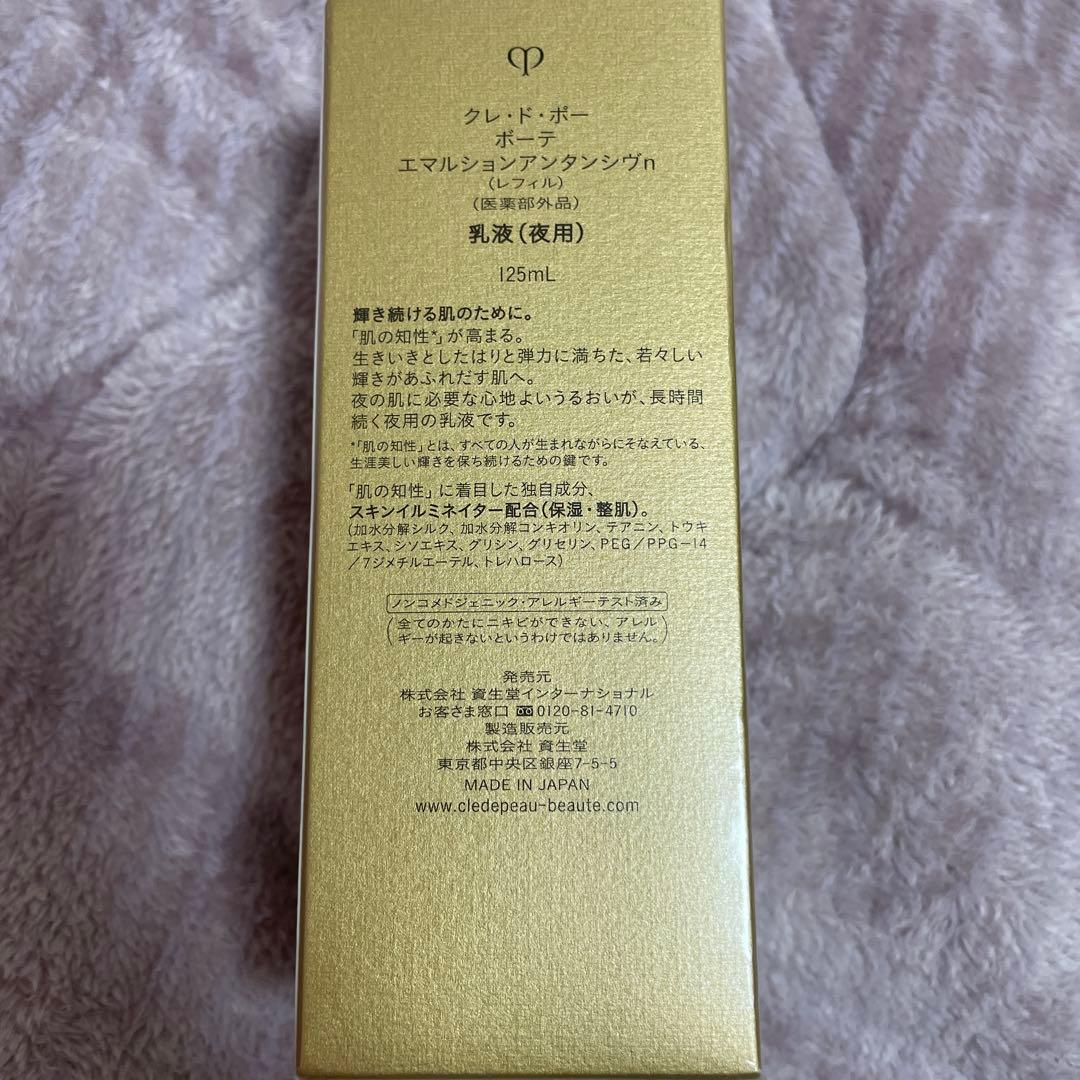 クレ・ド・ポー
ボーテ
エマルションアンタンシヴn
(レフィル)
(医薬部外品)
乳液(夜用)
125mL
輝き続ける肌のために。
「肌の知性*」が高まる。
生きいきとしたはりと弾力に満ちた、若々しい
輝きがあふれだす肌へ。
夜の肌に必要な心地よいうるおいが、長時間
続く夜用の乳液です。
*「肌の知性」とは、すべての人が生まれながらにそなえている、
生涯美しい輝きを保ち続けるための鍵です。
「肌の知性」に着目した独自成分、
スキンイルミネイター配合(保湿・整肌)。
(加水分解シルク、加水分解コンキオリン、テアニン、トウキ
エキス、シソエキス、グリシン、グリセリン、PEG/PPG-14
/7ジメチルエーテル、トレハロース)
ノンコメドジェニック・アレルギーテスト済み
(全てのかたにニキビができない、アレル
ギーが起きないというわけではありません。)
発売元
株式会社 資生堂インターナショナル
お客さま窓口 0120-81-4710
製造販売元
株式会社 資生堂
東京都中央区銀座7-5-5
MADE IN JAPAN
www.cledepeau-beaute.com